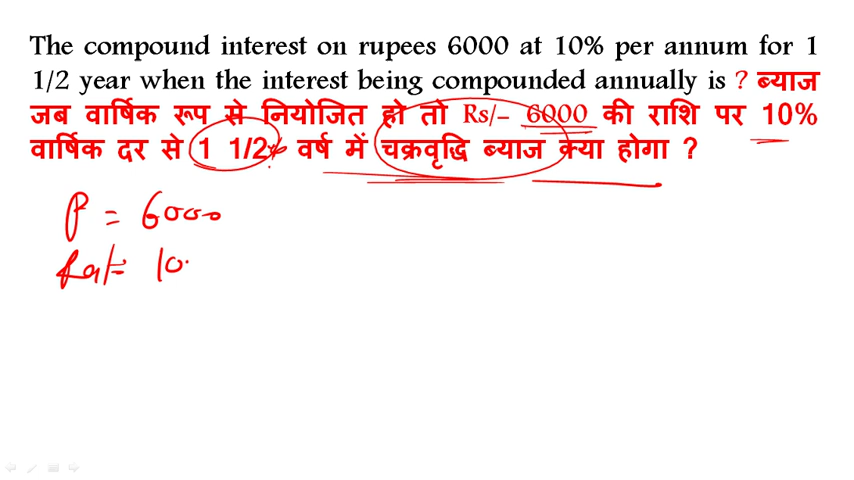 The compound interest on rupees 6000 at 10% per annum for 1
1/2 year when the interest being compounded annually is ? ब्याज
जब वार्षिक रूप से नियोजित हो तो Rs/- 6000 की राशि पर 10%
वार्षिक दर से 1 1/2 वर्ष में चक्रवृद्धि ब्याज क्या होगा ?
P = 6000
Rat= 10